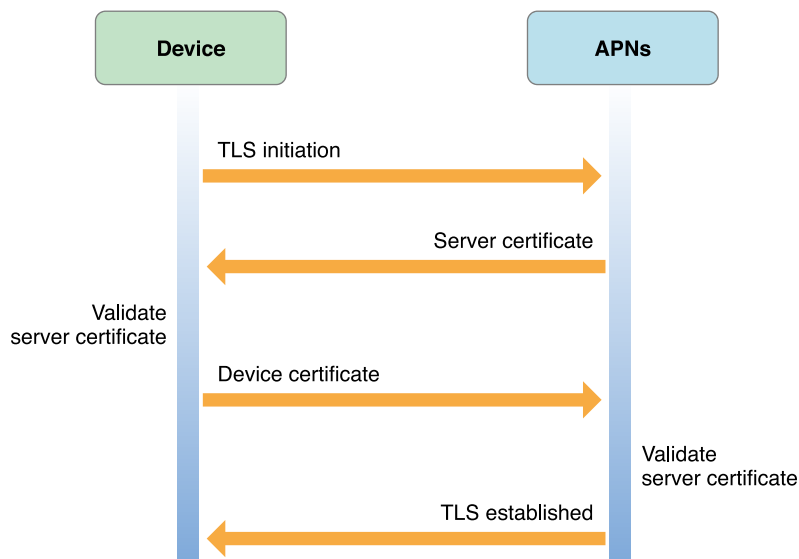 Device
APNs
TLS initiation
Server certificate
Validate
server certificate
Device certificate
Validate
server certificate
TLS established